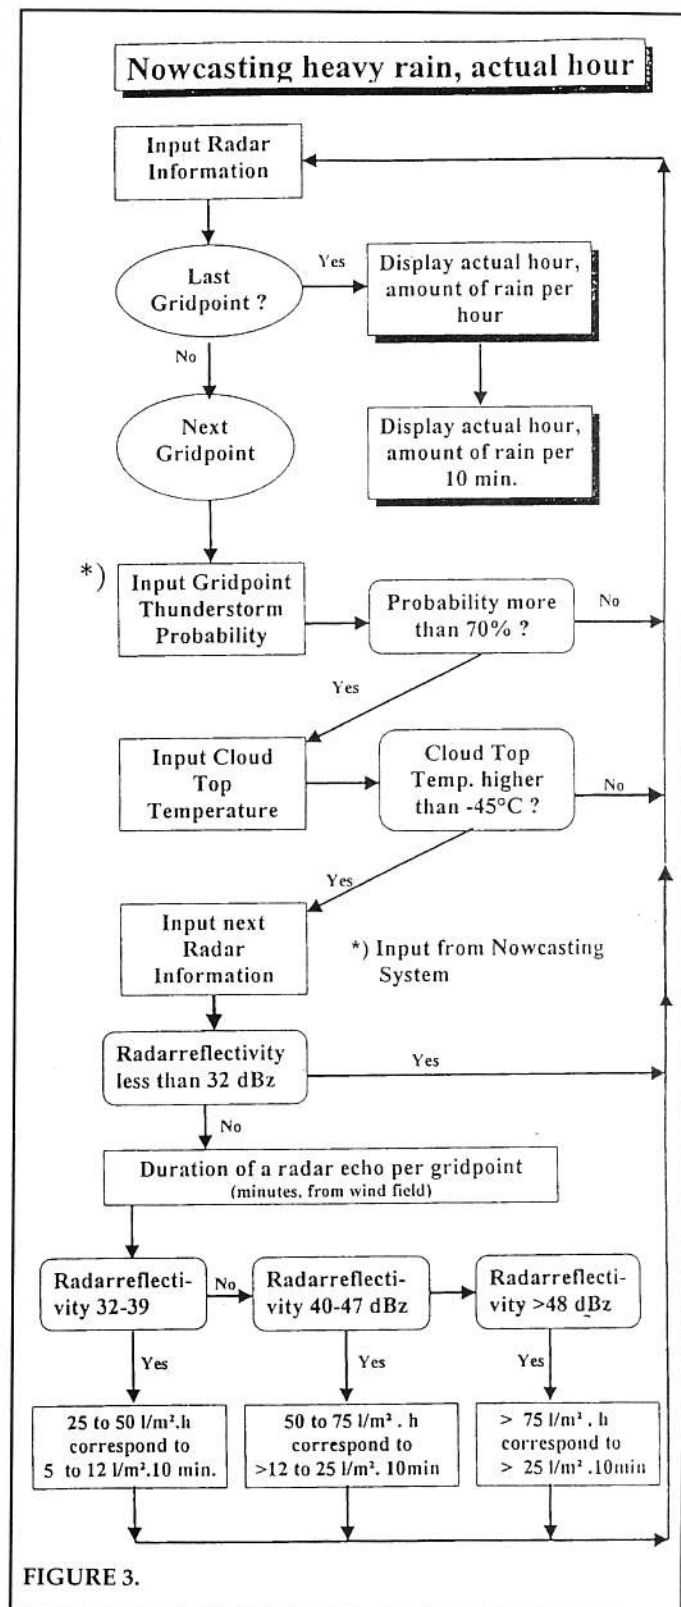 Nowcasting heavy rain, actual hour
Input Radar
Information
Last
Gridpoint ?
Yes
Display actual hour,
amount of rain per
hour
No
Next
Gridpoint
Display actual hour,
amount of rain per
10 min.
*)
Input Gridpoint
Thunderstorm
Probability
Probability more
than 70% ?
No
Yes
Input Cloud
Top
Temperature
Cloud Top
Temp. higher
than -45°C ?
No
Yes
Input next
Radar
Information
*) Input from Nowcasting
System
Radarreflectivity
less than 32 dBz
Yes
No
Duration of a radar echo per gridpoint
(minutes, from wind field)
Radarreflecti-
vity 32-39
No
Radarreflecti-
vity 40-47 dBz
Radarreflecti-
vity >48 dBz
Yes
Yes
Yes
25 to 50 l/m².h
correspond to
5 to 12 l/m².10 min.
50 to 75 l/m² . h
correspond to
>12 to 25 l/m². 10min
> 75 l/m² . h
correspond to
> 25 l/m² .10min
FIGURE 3.